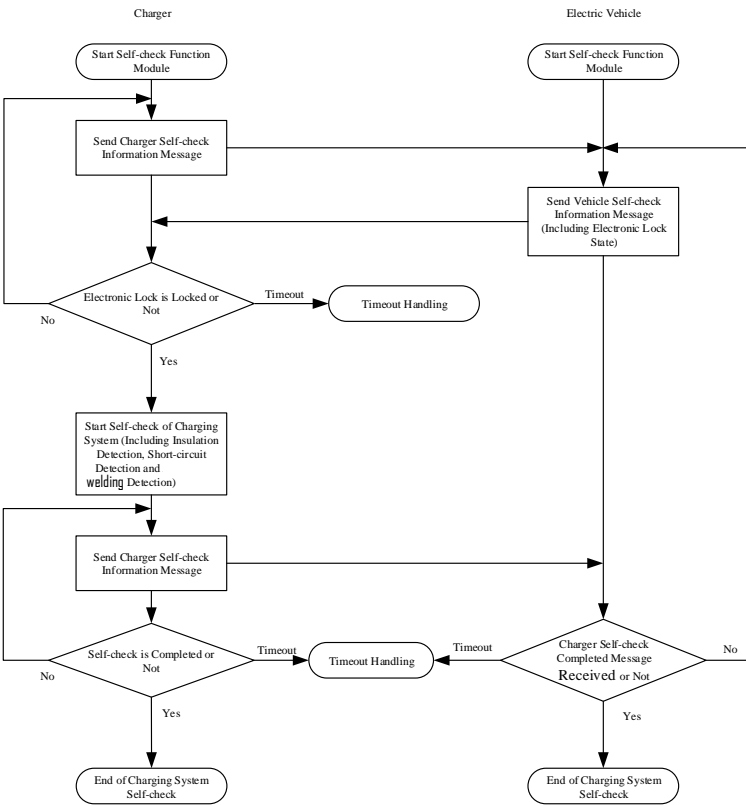 Charger
Electric Vehicle
Start Self-check Function
Module
Start Self-check Function
Module
Send Charger Self-check
Information Message
Send Vehicle Self-check
Information Message
(Including Electronic Lock
State)
Electronic Lock is Locked or
Not
Timeout
Timeout Handling
No
Yes
Start Self-check of Charging
System (Including Insulation
Detection, Short-circuit
Detection and
welding Detection)
Send Charger Self-check
Information Message
Self-check is Completed or
Not
Timeout
Timeout Handling
Timeout
Charger Self-check
Completed Message
Received or Not
No
No
Yes
Yes
End of Charging System
Self-check
End of Charging System
Self-check